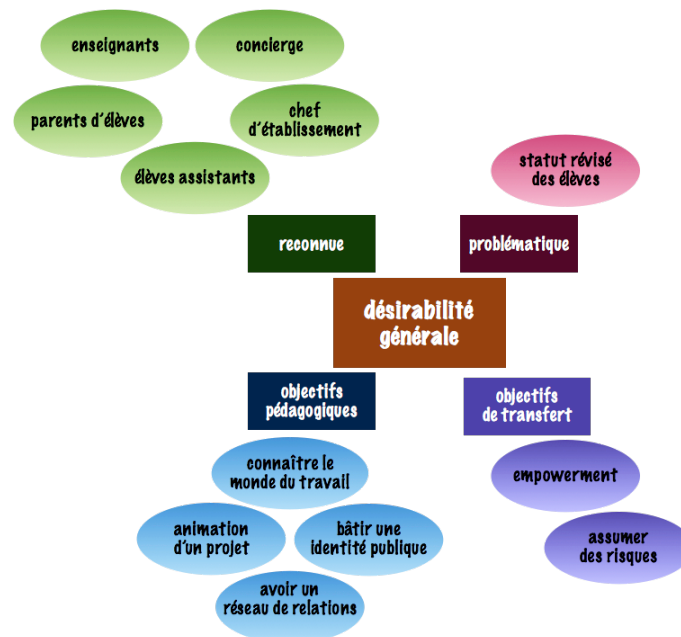 enseignants
concierge
parents d'élèves
chef
d'établissement
élèves assistants
statut révisé
des élèves
reconnue
problématique
désirabilité
générale
objectifs
pédagogiques
objectifs
de transfert
connaître le
monde du travail
empowerment
animation
d'un projet
bâtir une
identité publique
assumer
des risques
avoir un
réseau de relations